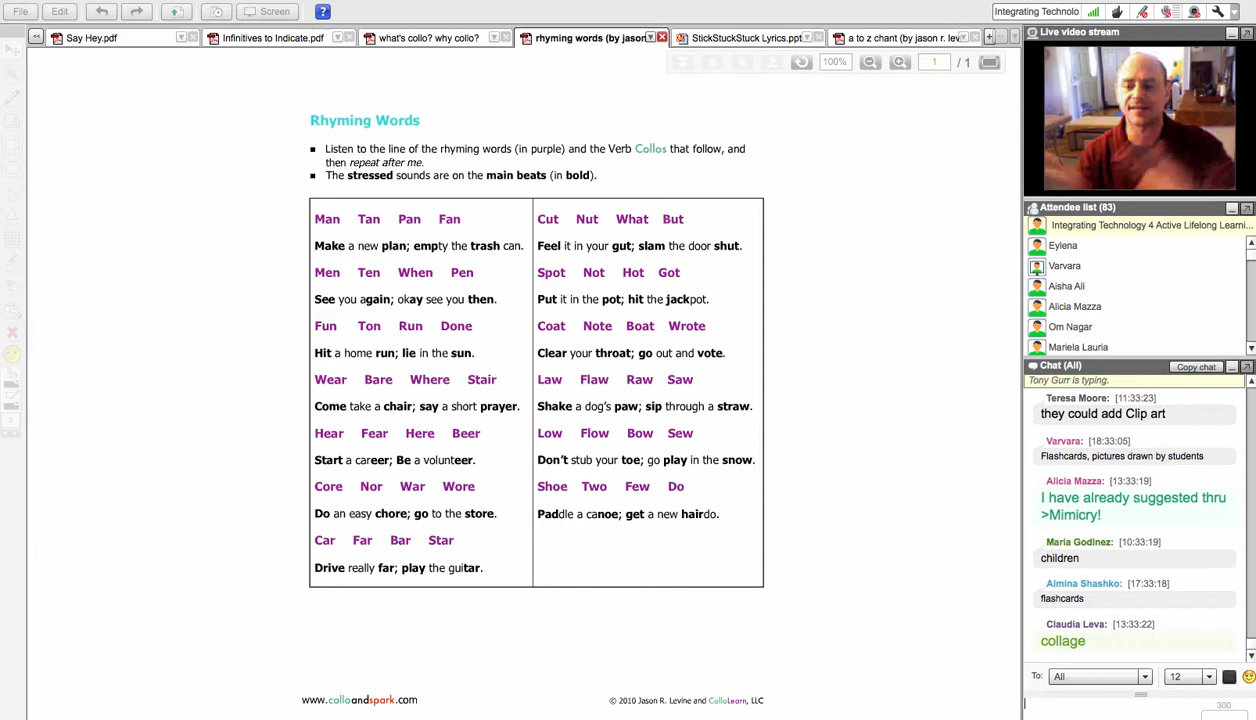 File
Edit
Screen
?
Integrating Technolo
<<
Say Hey.pdf
Infinitives to Indicate.pdf
what's collo? why collo?
rhyming words (by jason
StickStuckStuck Lyrics.ppt
a to z chant (by jason r. lev
100%
1
/ 1
Live video stream
Rhyming Words
Listen to the line of the rhyming words (in purple) and the Verb Collos that follow, and
then repeat after me.
The stressed sounds are on the main beats (in bold).
Man Tan Pan Fan
Make a new plan; empty the trash can.
Men Ten When Pen
See you again; okay see you then.
Fun Ton Run Done
Hit a home run; lie in the sun.
Wear Bare Where Stair
Come take a chair; say a short prayer.
Hear Fear Here Beer
Start a career; Be a volunteer.
Core Nor War Wore
Do an easy chore; go to the store.
Car Far Bar Star
Drive really far; play the guitar.
Cut Nut What But
Feel it in your gut; slam the door shut.
Spot Not Hot Got
Put it in the pot; hit the jackpot.
Coat Note Boat Wrote
Clear your throat; go out and vote.
Law Flaw Raw Saw
Shake a dog's paw; sip through a straw.
Low Flow Bow Sew
Don't stub your toe; go play in the snow.
Shoe Two Few Do
Paddle a canoe; get a new hairdo.
www.colloandspark.com
© 2010 Jason R. Levine and ColloLearn, LLC
Attendee list (83)
Integrating Technology 4 Active Lifelong Learni...
Eylena
Varvara
Aisha Ali
Alicia Mazza
Om Nagar
Mariela Lauria
Chat (All)
Copy chat
Tony Gurr is typing.
Teresa Moore: [11:33:23]
they could add Clip art
Varvara: [18:33:05]
Flashcards, pictures drawn by students
Alicia Mazza: [13:33:19]
I have already suggested thru
>Mimicry!
Maria Godinez: [10:33:19]
children
Almina Shashko: [17:33:18]
flashcards
Claudia Leva: [13:33:22]
collage
To:
All
12
300